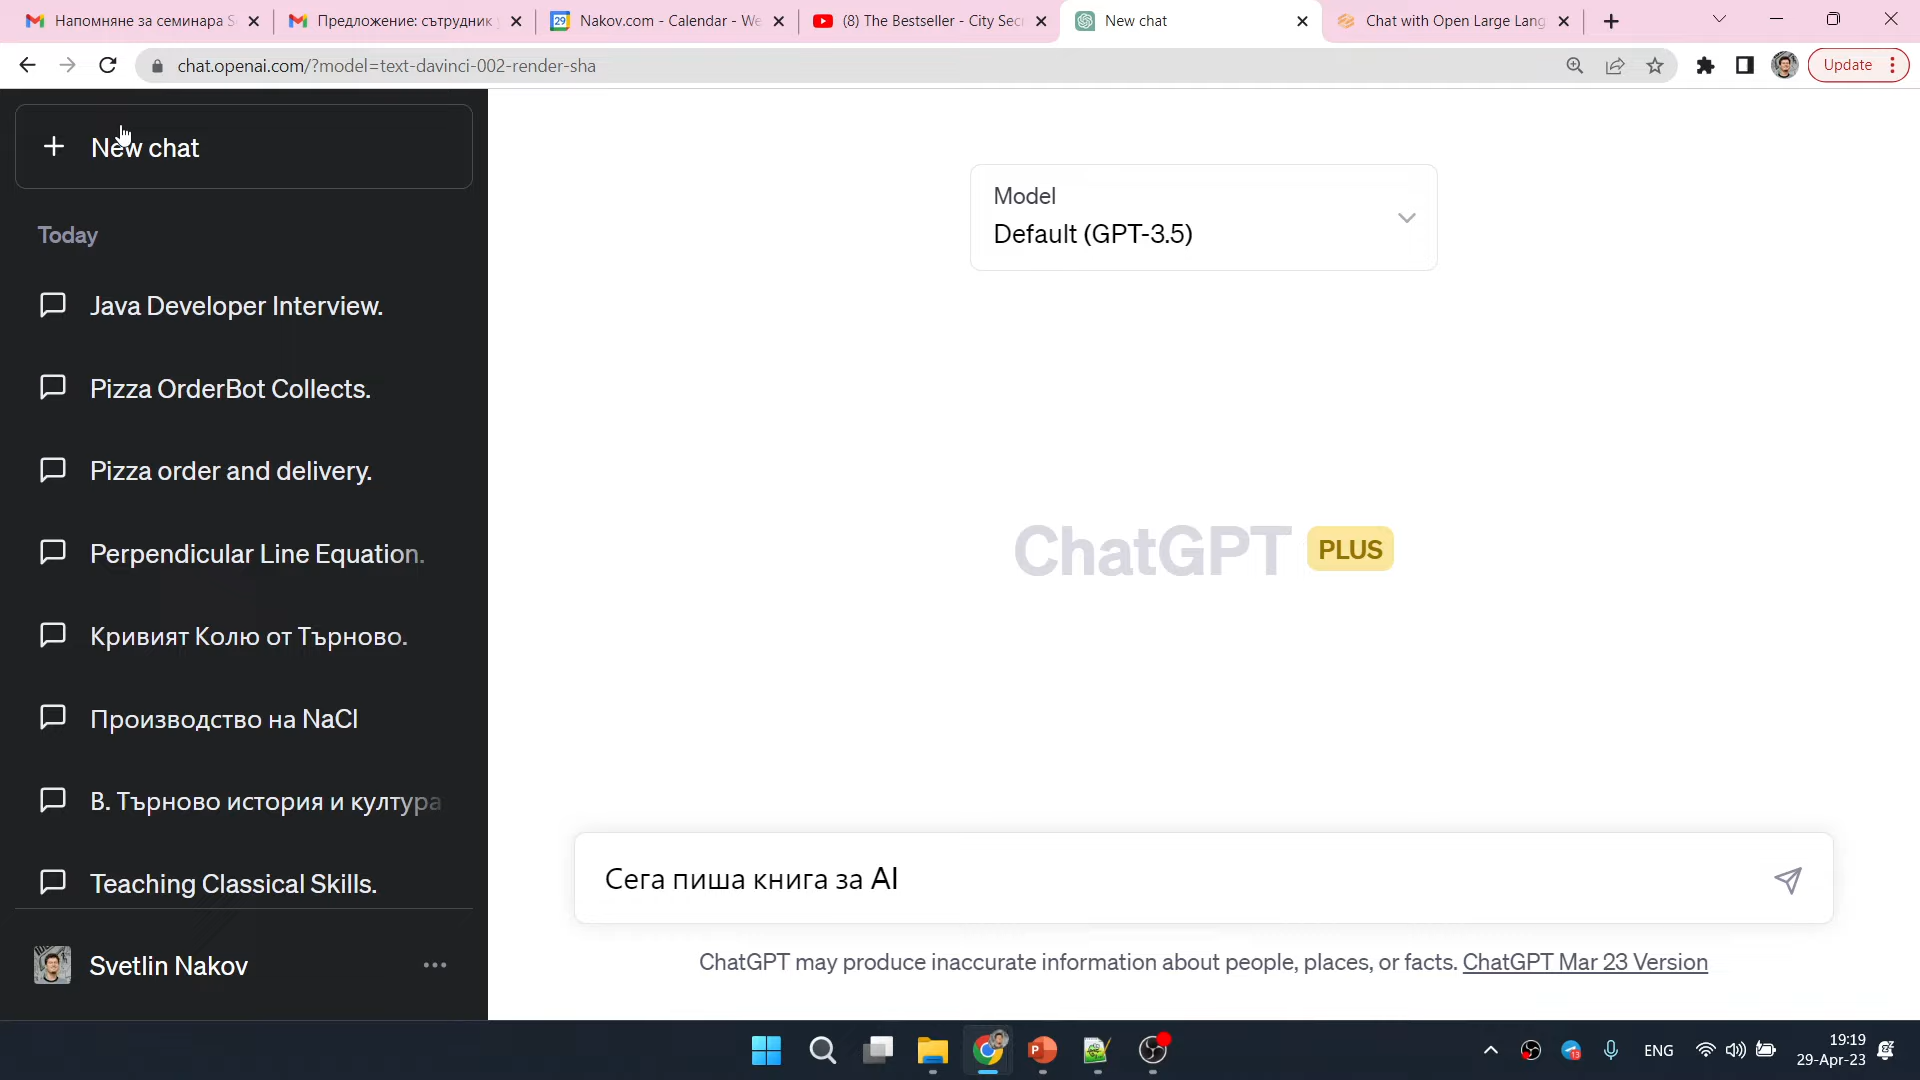 Напомняне за семинара
Предложение: сътрудник
Nakov.com - Calendar - We
(8) The Bestseller - City Sec
New chat
Chat with Open Large Lang
chat.openai.com/?model=text-davinci-002-render-sha
Update
New chat
Today
Java Developer Interview.
Pizza OrderBot Collects.
Pizza order and delivery.
Perpendicular Line Equation.
Кривият Колю от Търново.
Производство на NaCl
В. Търново история и култура
Teaching Classical Skills.
Svetlin Nakov
Model
Default (GPT-3.5)
ChatGPT PLUS
Сега пиша книга за AI
ChatGPT may produce inaccurate information about people, places, or facts. ChatGPT Mar 23 Version
ENG
19:19
29-Apr-23